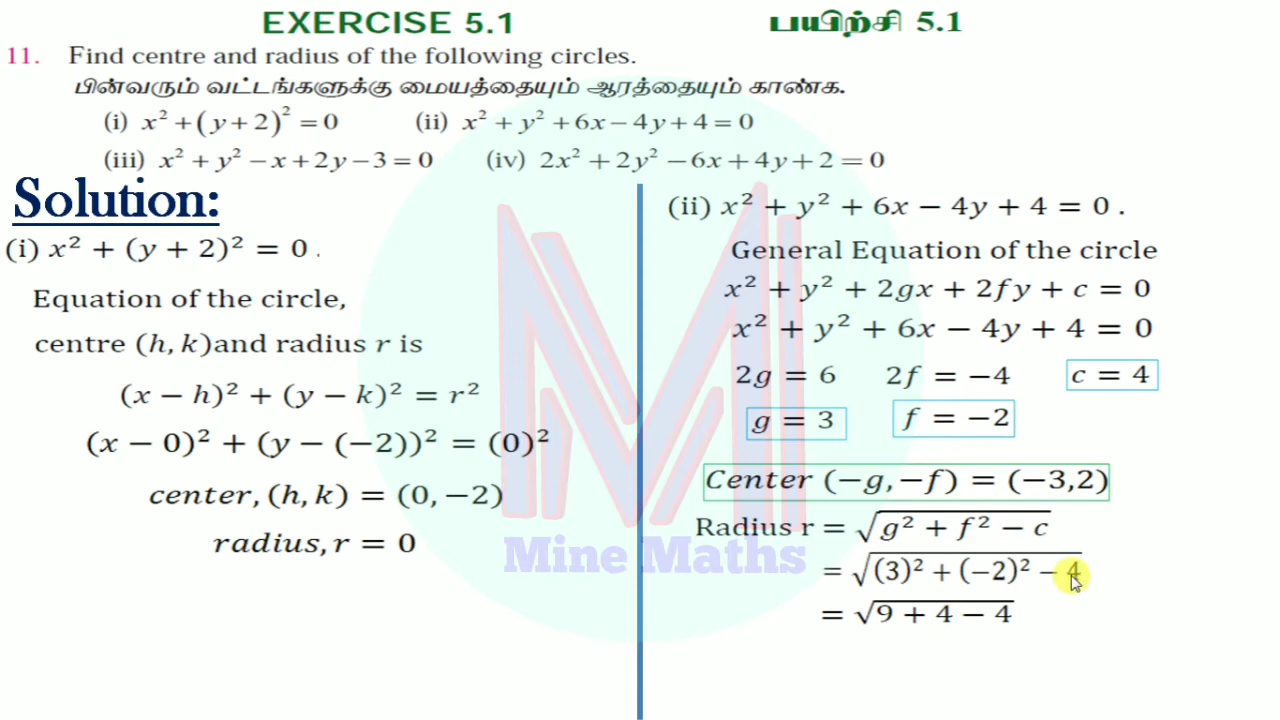 EXERCISE 5.1
பயிற்சி 5.1
11. Find centre and radius of the following circles.
பின்வரும் வட்டங்களுக்கு மையத்தையும் ஆரத்தையும் காண்க.
(i) x² + (y + 2)² = 0 (ii) x² + y² + 6x − 4y + 4 = 0
(iii) x² + y² − x + 2y − 3 = 0 (iv) 2x² + 2y² − 6x + 4y + 2 = 0
Solution:
(i) x² + (y + 2)² = 0 .
Equation of the circle,
centre (h, k)and radius r is
(x − h)² + (y − k)² = r²
(x − 0)² + (y − (−2))² = (0)²
center, (h, k) = (0, −2)
radius, r = 0
(ii) x² + y² + 6x − 4y + 4 = 0 .
General Equation of the circle
x² + y² + 2gx + 2fy + c = 0
x² + y² + 6x − 4y + 4 = 0
2g = 6 2f = −4 c = 4
g = 3 f = −2
Center (−g, −f) = (−3,2)
Radius r = √(g² + f² − c)
= √((3)² + (−2)² − 4)
= √(9 + 4 − 4)
Mine Maths